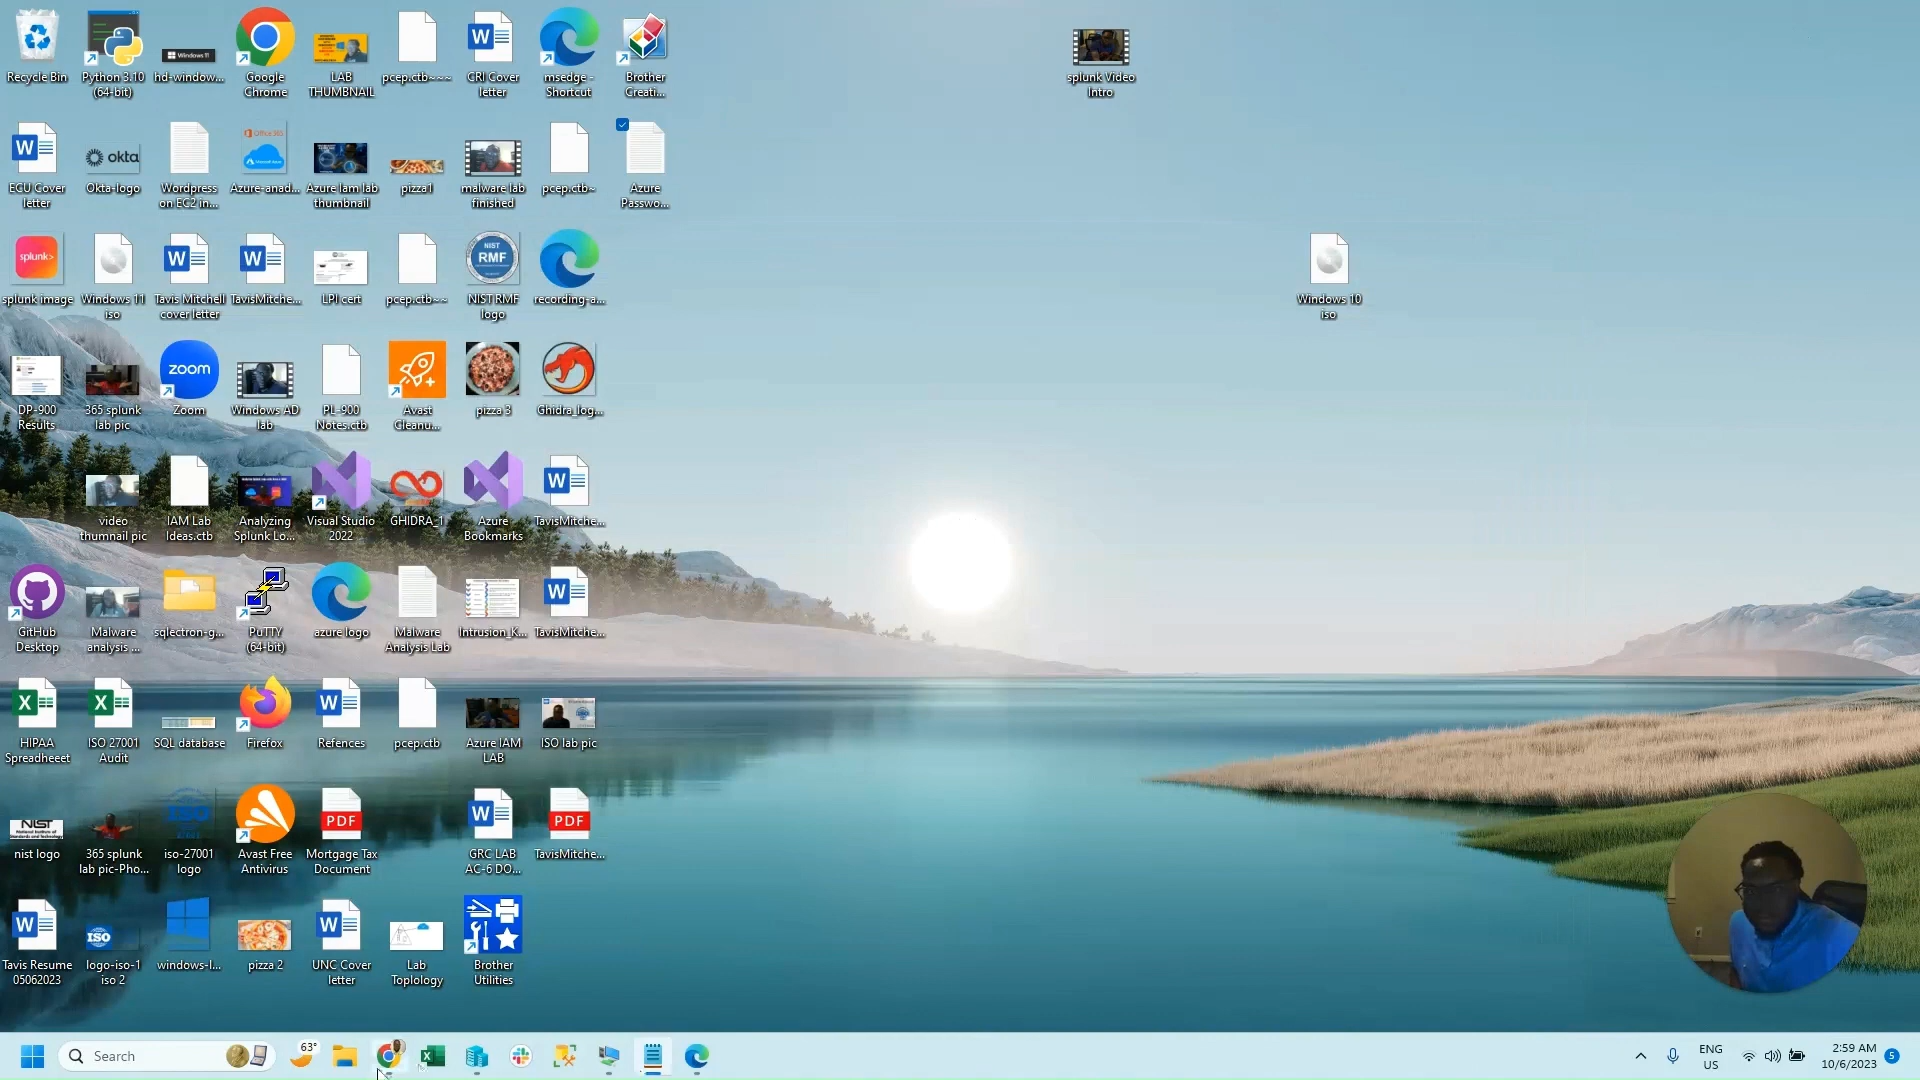 Recycle Bin
Python 3.10
(64-bit)
Windows 11
hd-window...
Google
Chrome
LAB
THUMBNAIL
pcep.ctb~~~
CRI Cover
letter
msedge -
Shortcut
Brother
Creati...
splunk Video
Intro
ECU Cover
letter
okta
Okta-logo
Wordpress
on EC2 in...
Office 365
Azure-anad...
Azure Iam lab
thumbnail
pizza1
malware lab
finished
pcep.ctb~
Azure
Passwo...
splunk>
splunk image
Windows 11
iso
Tavis Mitchell
cover letter
TavisMitche...
LPI cert
pcep.ctb~~
NIST
RMF
NIST RMF
logo
recording-a...
Windows 10
iso
DP-900
Results
365 splunk
lab pic
zoom
Zoom
Windows AD
lab
PL-900
Notes.ctb
Avast
Cleanu...
pizza 3
Ghidra_log...
video
thumnail pic
IAM Lab
Ideas.ctb
Analyzing
Splunk Lo...
Visual Studio
2022
GHIDRA_1
Azure
Bookmarks
TavisMitche...
GitHub
Desktop
Malware
analysis ...
sqlectron-g...
PuTTY
(64-bit)
azure logo
Malware
Analysis Lab
Intrusion_K...
TavisMitche...
HIPAA
Spreadheeet
ISO 27001
Audit
SQL database
Firefox
Refences
pcep.ctb
Azure IAM
LAB
ISO lab pic
NIST
nist logo
365 splunk
lab pic-Pho...
ISO
iso-27001
logo
Avast Free
Antivirus
PDF
Mortgage Tax
Document
GRC LAB
AC-6 DO...
PDF
TavisMitche...
Tavis Resume
05062023
ISO
logo-iso-1
iso 2
windows-l...
pizza 2
UNC Cover
letter
Lab
Toplology
Brother
Utilities
Search
63°
ENG
US
2:59 AM
10/6/2023
5